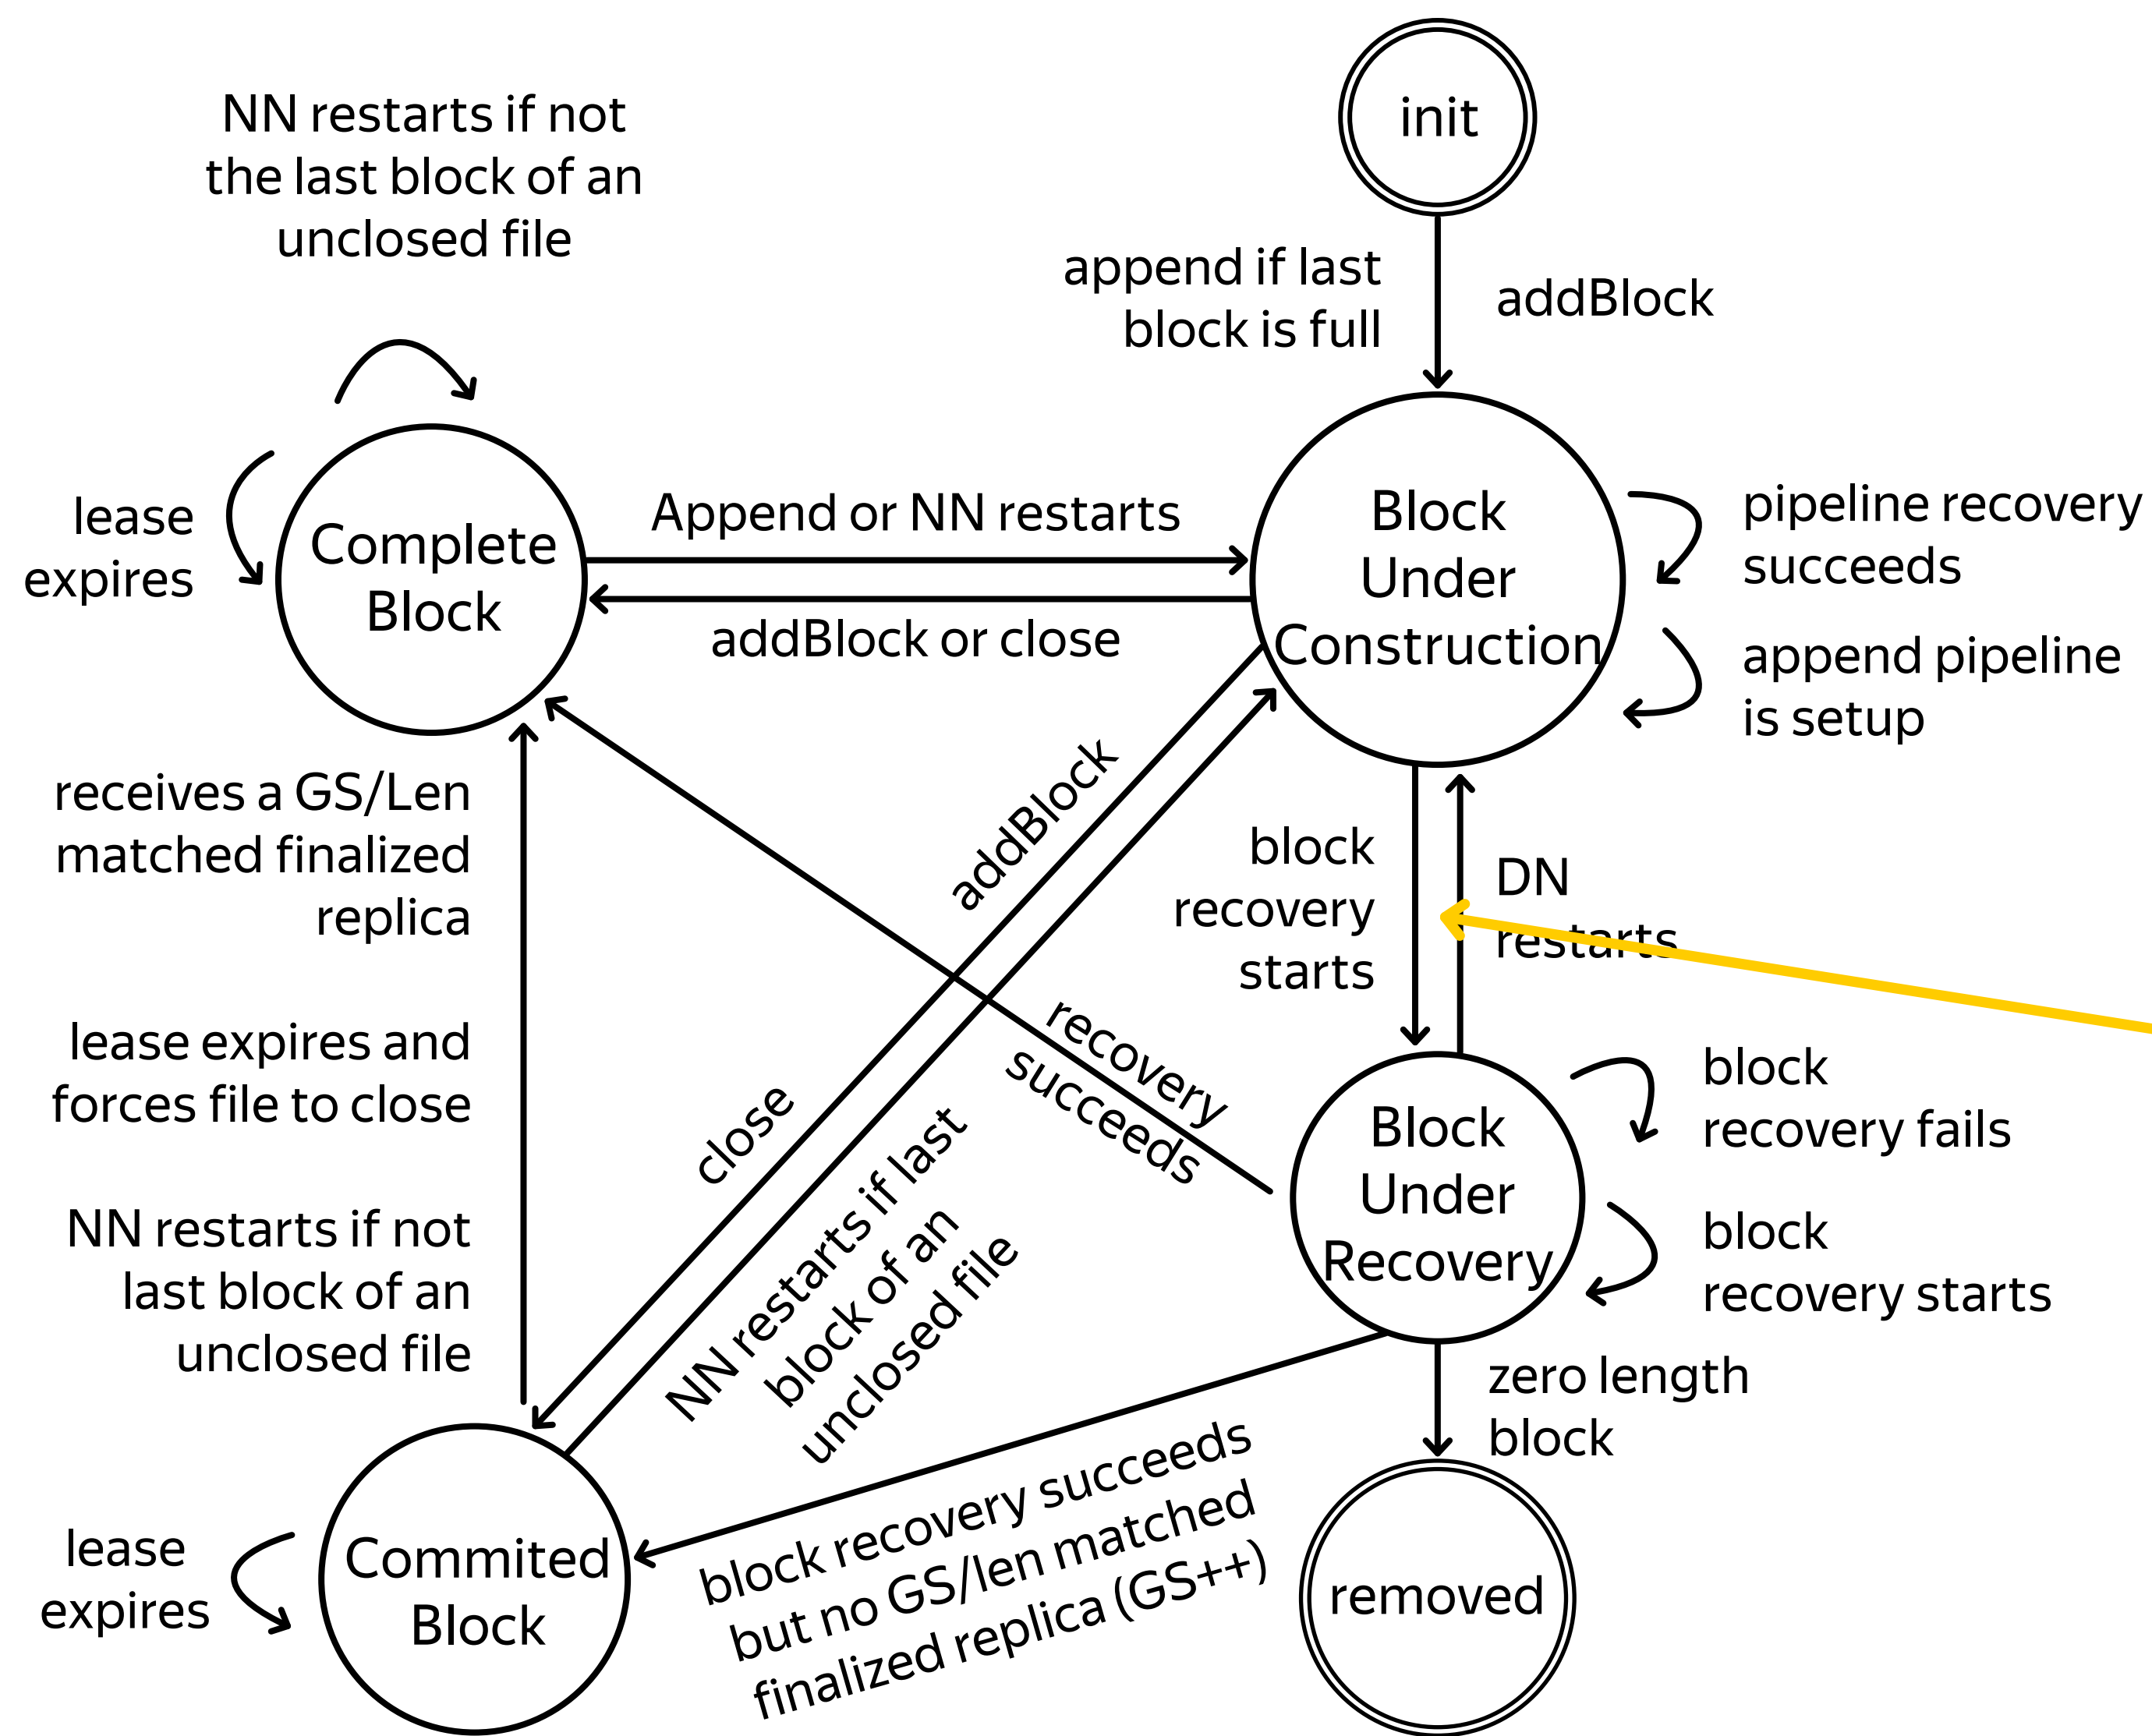 init
NN restarts if not
the last block of an
unclosed file
append if last
block is full
addBlock
lease
expires
Complete
Block
Append or NN restarts
addBlock or close
Block
Under
Construction
pipeline recovery
succeeds
append pipeline
is setup
receives a GS/Len
matched finalized
replica
lease expires and
forces file to close
NN restarts if not
last block of an
unclosed file
addBlock
close
NN restarts if last
block of an
unclosed file
recovery
succeeds
block
recovery
starts
DN
restarts
Block
Under
Recovery
block
recovery fails
block
recovery starts
zero length
block
block recovery succeeds
but no GS/len matched
finalized replica (GS++)
lease
expires
Commited
Block
removed